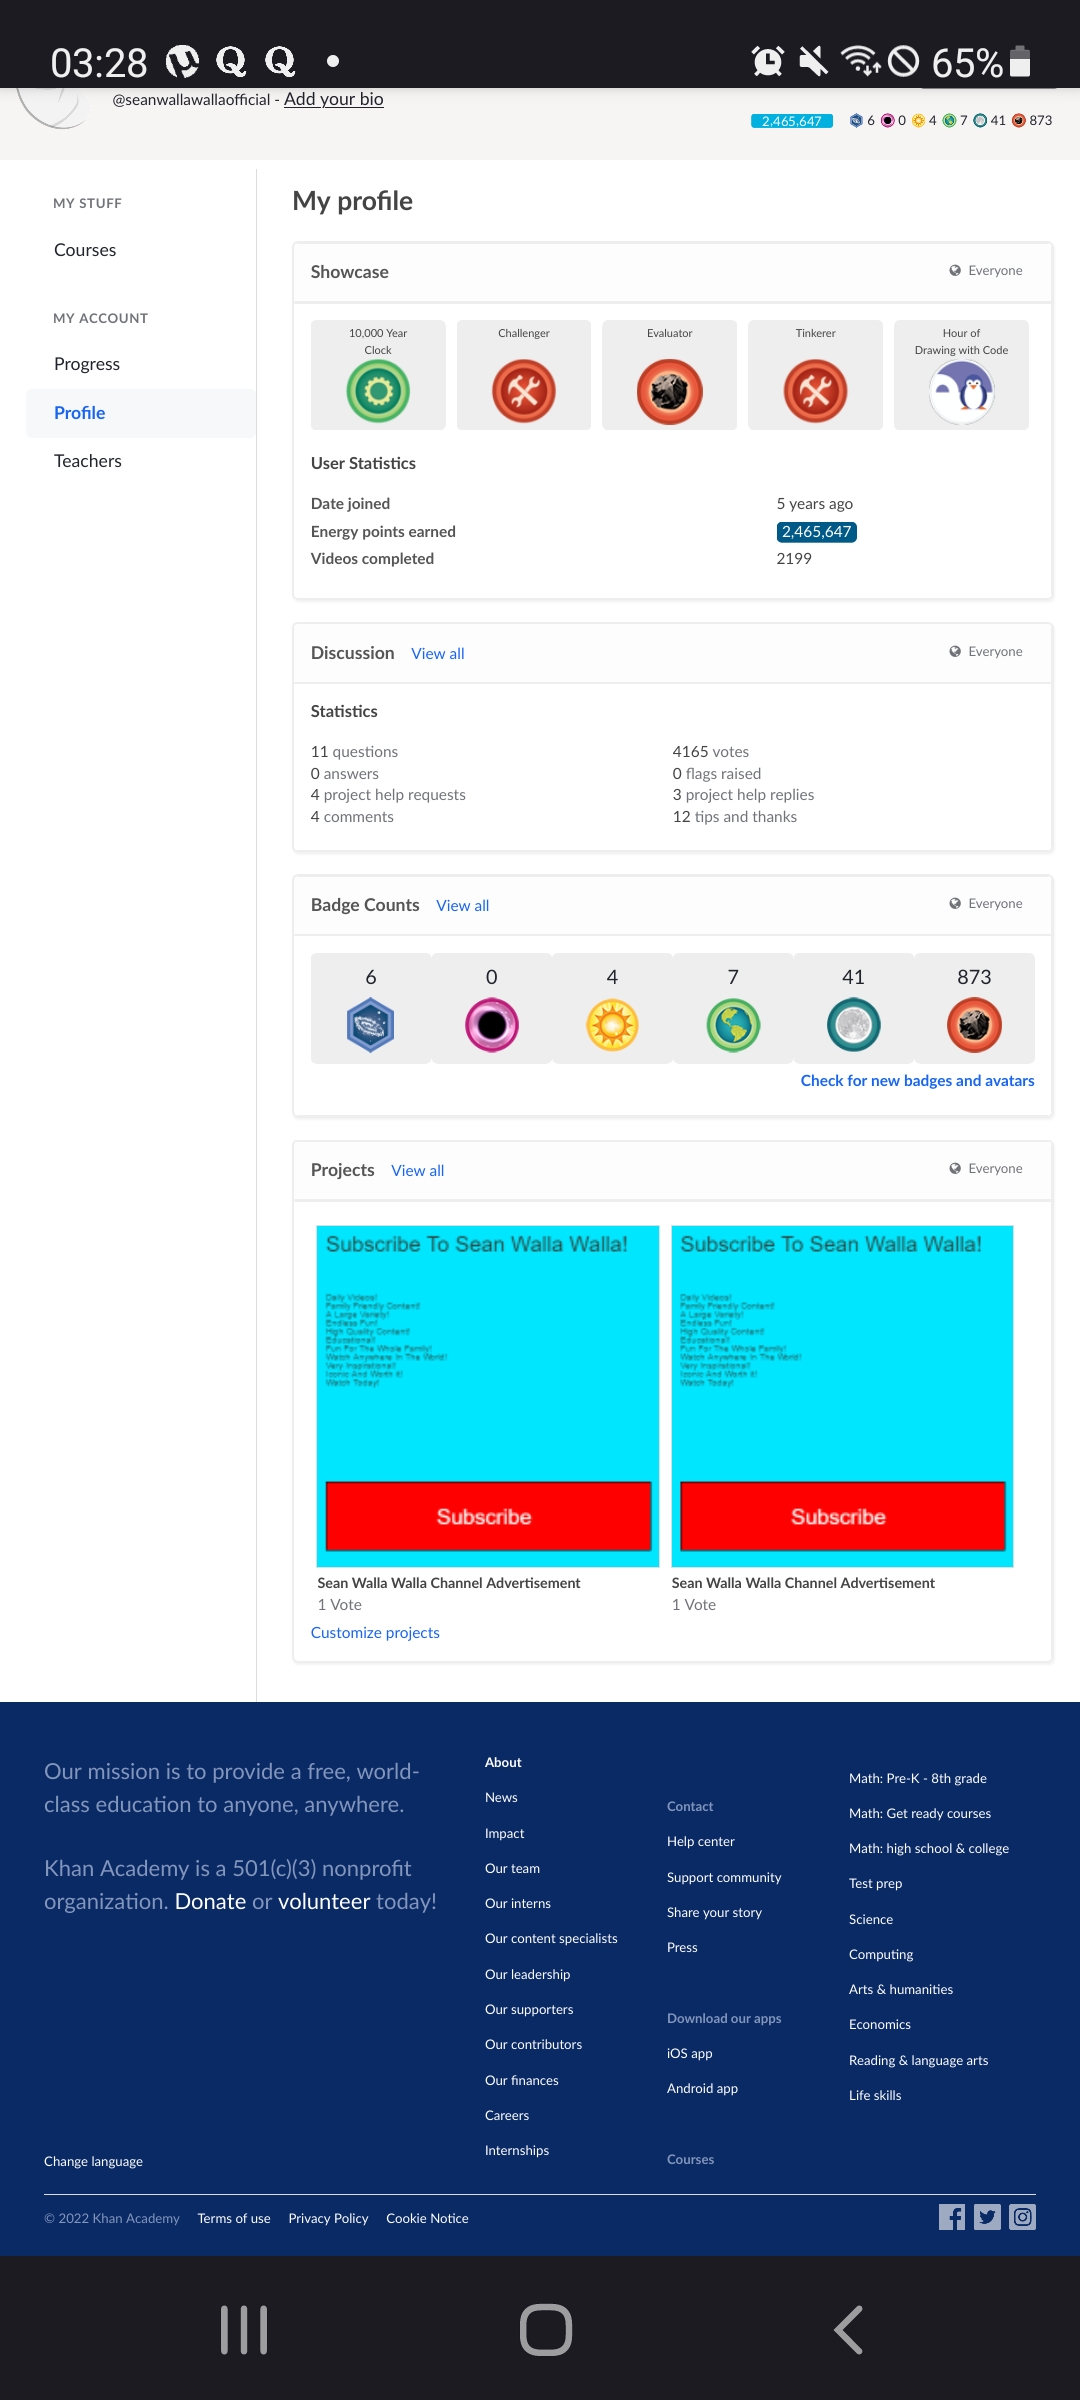 03:28
65%
@seanwallawallaofficial - Add your bio
2,465,647 6 0 4 7 41 873
MY STUFF
Courses
MY ACCOUNT
Progress
Profile
Teachers
My profile
Showcase
Everyone
10,000 Year
Clock
Challenger
Evaluator
Tinkerer
Hour of
Drawing with Code
User Statistics
Date joined 5 years ago
Energy points earned 2,465,647
Videos completed 2199
Discussion View all
Everyone
Statistics
11 questions
0 answers
4 project help requests
4 comments
4165 votes
0 flags raised
3 project help replies
12 tips and thanks
Badge Counts View all
Everyone
6 0 4 7 41 873
Check for new badges and avatars
Projects View all
Everyone
Subscribe To Sean Walla Walla!
Daily Videos!
Family Friendly Content!
A Large Variety!
Endless Fun!
High Quality Content!
Educational!
Fun For The Whole Family!
Watch Anywhere In The World!
Very Inspirational!
Iconic And Worth It!
Watch Today!
Subscribe
Sean Walla Walla Channel Advertisement
1 Vote
Subscribe To Sean Walla Walla!
Daily Videos!
Family Friendly Content!
A Large Variety!
Endless Fun!
High Quality Content!
Educational!
Fun For The Whole Family!
Watch Anywhere In The World!
Very Inspirational!
Iconic And Worth It!
Watch Today!
Subscribe
Sean Walla Walla Channel Advertisement
1 Vote
Customize projects
Our mission is to provide a free, world-
class education to anyone, anywhere.
Khan Academy is a 501(c)(3) nonprofit
organization. Donate or volunteer today!
Change language
About
News
Impact
Our team
Our interns
Our content specialists
Our leadership
Our supporters
Our contributors
Our finances
Careers
Internships
Contact
Help center
Support community
Share your story
Press
Download our apps
iOS app
Android app
Courses
Math: Pre-K - 8th grade
Math: Get ready courses
Math: high school & college
Test prep
Science
Computing
Arts & humanities
Economics
Reading & language arts
Life skills
© 2022 Khan Academy Terms of use Privacy Policy Cookie Notice